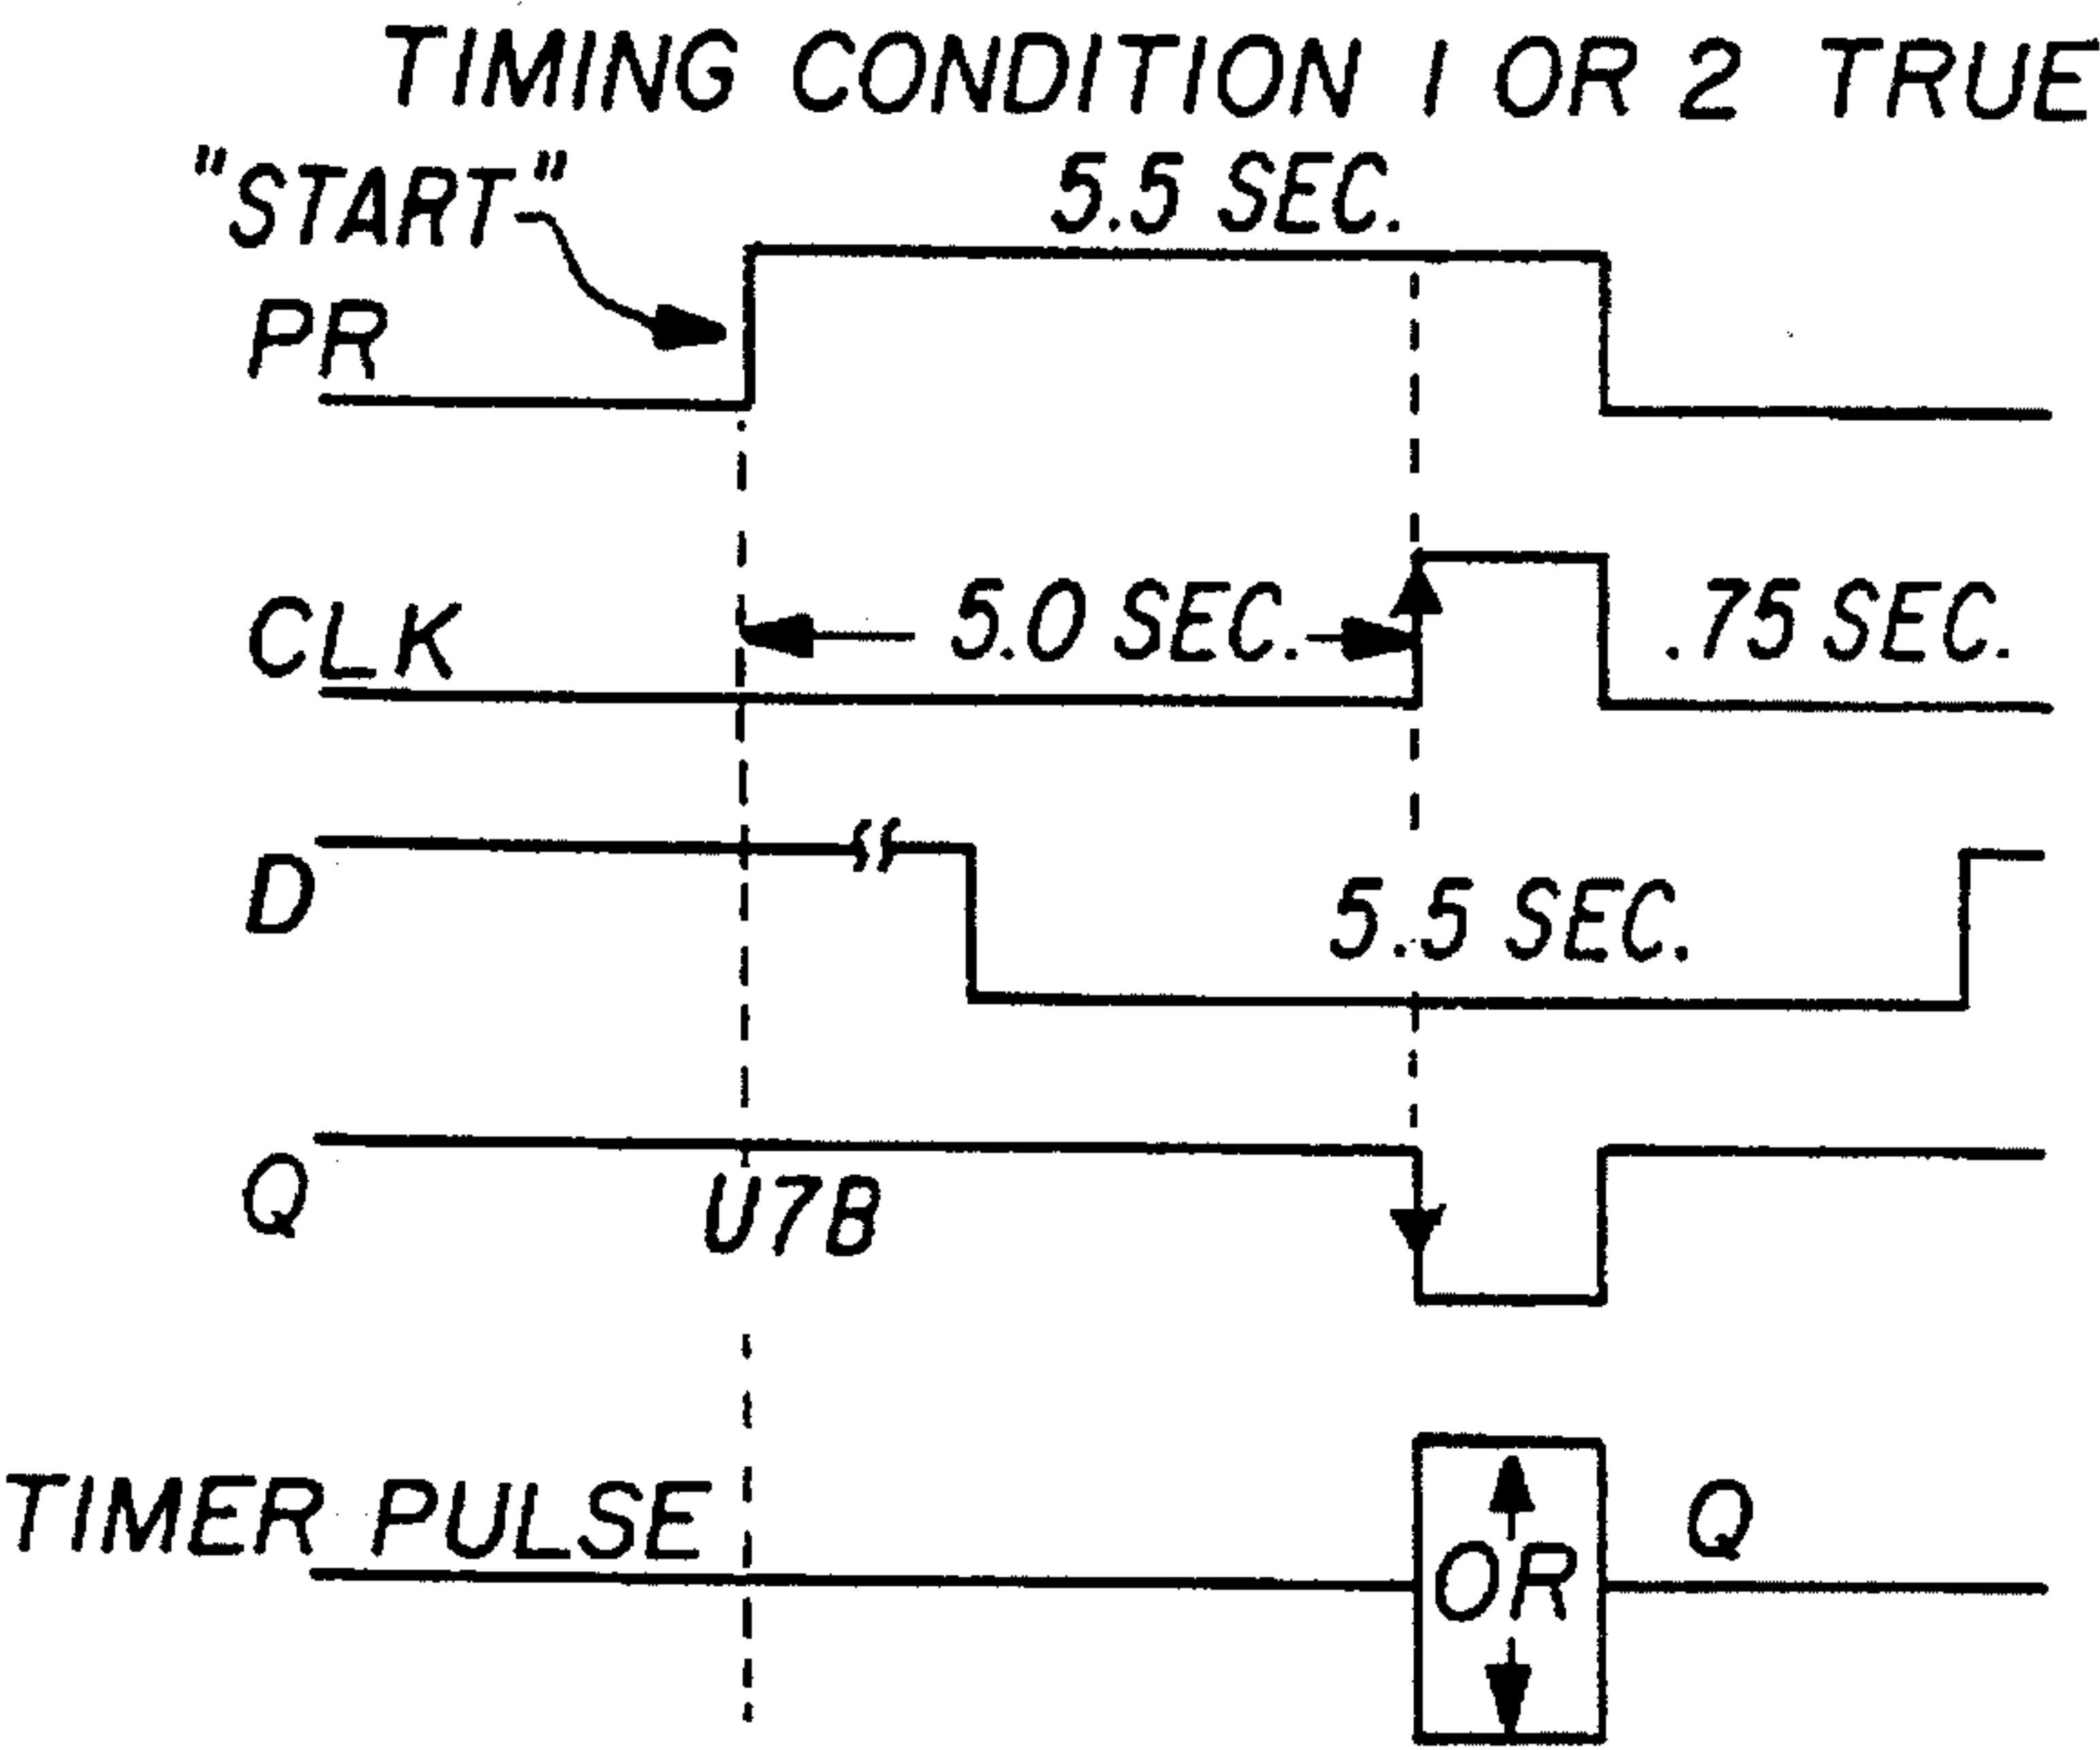 TIMING CONDITION 1 OR 2 TRUE
"START"
5.5 SEC.
PR
CLK
5.0 SEC.
.75 SEC.
D
5.5 SEC.
Q
U7B
TIMER PULSE
OR
Q